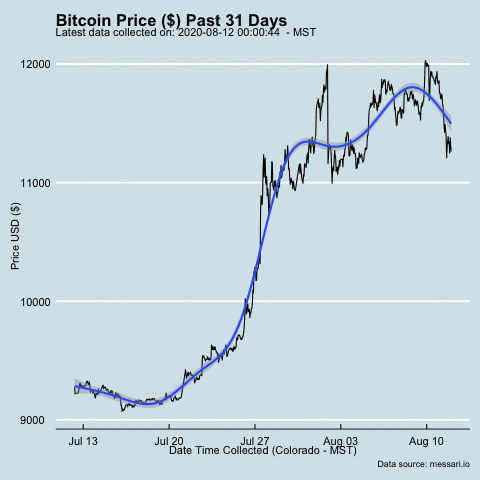 Bitcoin Price ($) Past 31 Days
Latest data collected on: 2020-08-12 00:00:44 - MST
12000
11000
10000
9000
Price USD ($)
Jul 13 Jul 20 Jul 27 Aug 03 Aug 10
Date Time Collected (Colorado - MST)
Data source: messari.io